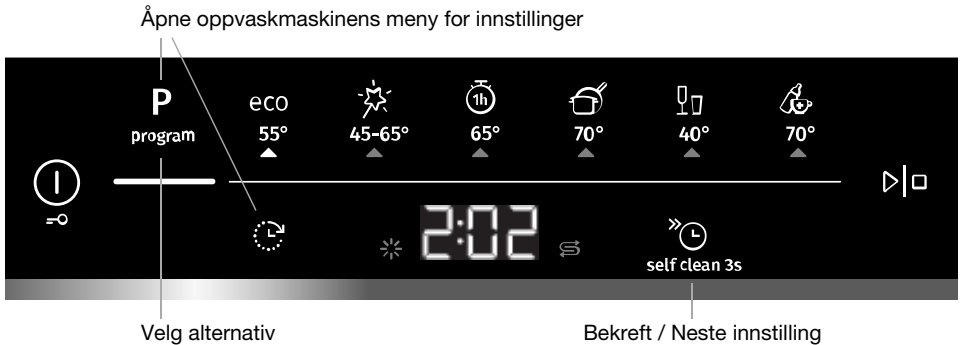 Åpne oppvaskmaskinens meny for innstillinger
P
program
eco
55°
45-65°
1h
65°
70°
40°
70°
2:02
self clean 3s
Velg alternativ
Bekreft / Neste innstilling